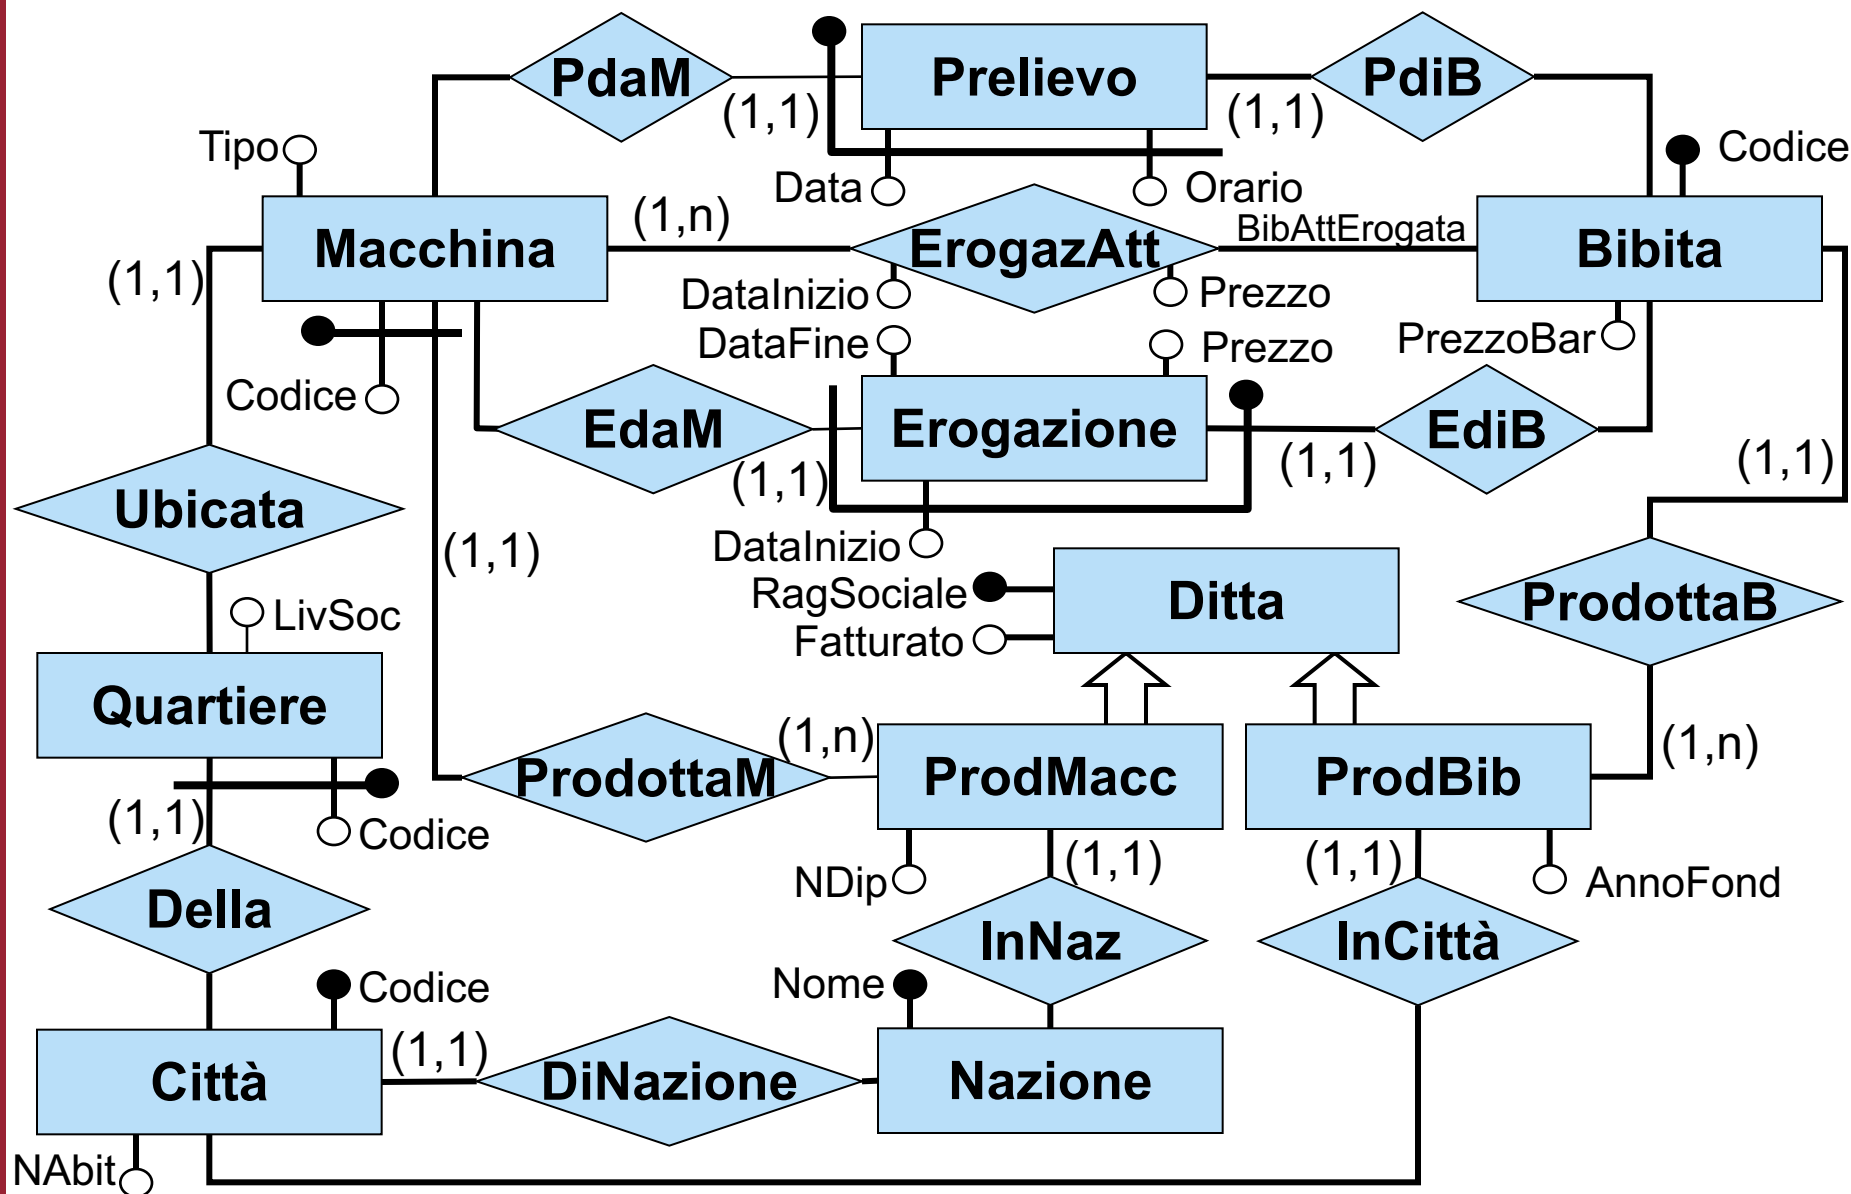 PdaM
(1,1)
Prelievo
(1,1)
PdiB
Tipo
Data
Orario
Codice
Macchina
(1,n)
ErogazAtt
BibAttErogata
Bibita
(1,1)
DataInizio
Prezzo
DataFine
Prezzo
PrezzoBar
Codice
EdaM
(1,1)
Erogazione
(1,1)
EdiB
(1,1)
Ubicata
(1,1)
DataInizio
RagSociale
Ditta
Fatturato
ProdottaB
LivSoc
Quartiere
(1,1)
Codice
ProdottaM
(1,n)
ProdMacc
ProdBib
(1,n)
NDip
(1,1)
(1,1)
AnnoFond
Della
InNaz
InCittà
Codice
Nome
Città
(1,1)
DiNazione
Nazione
NAbit